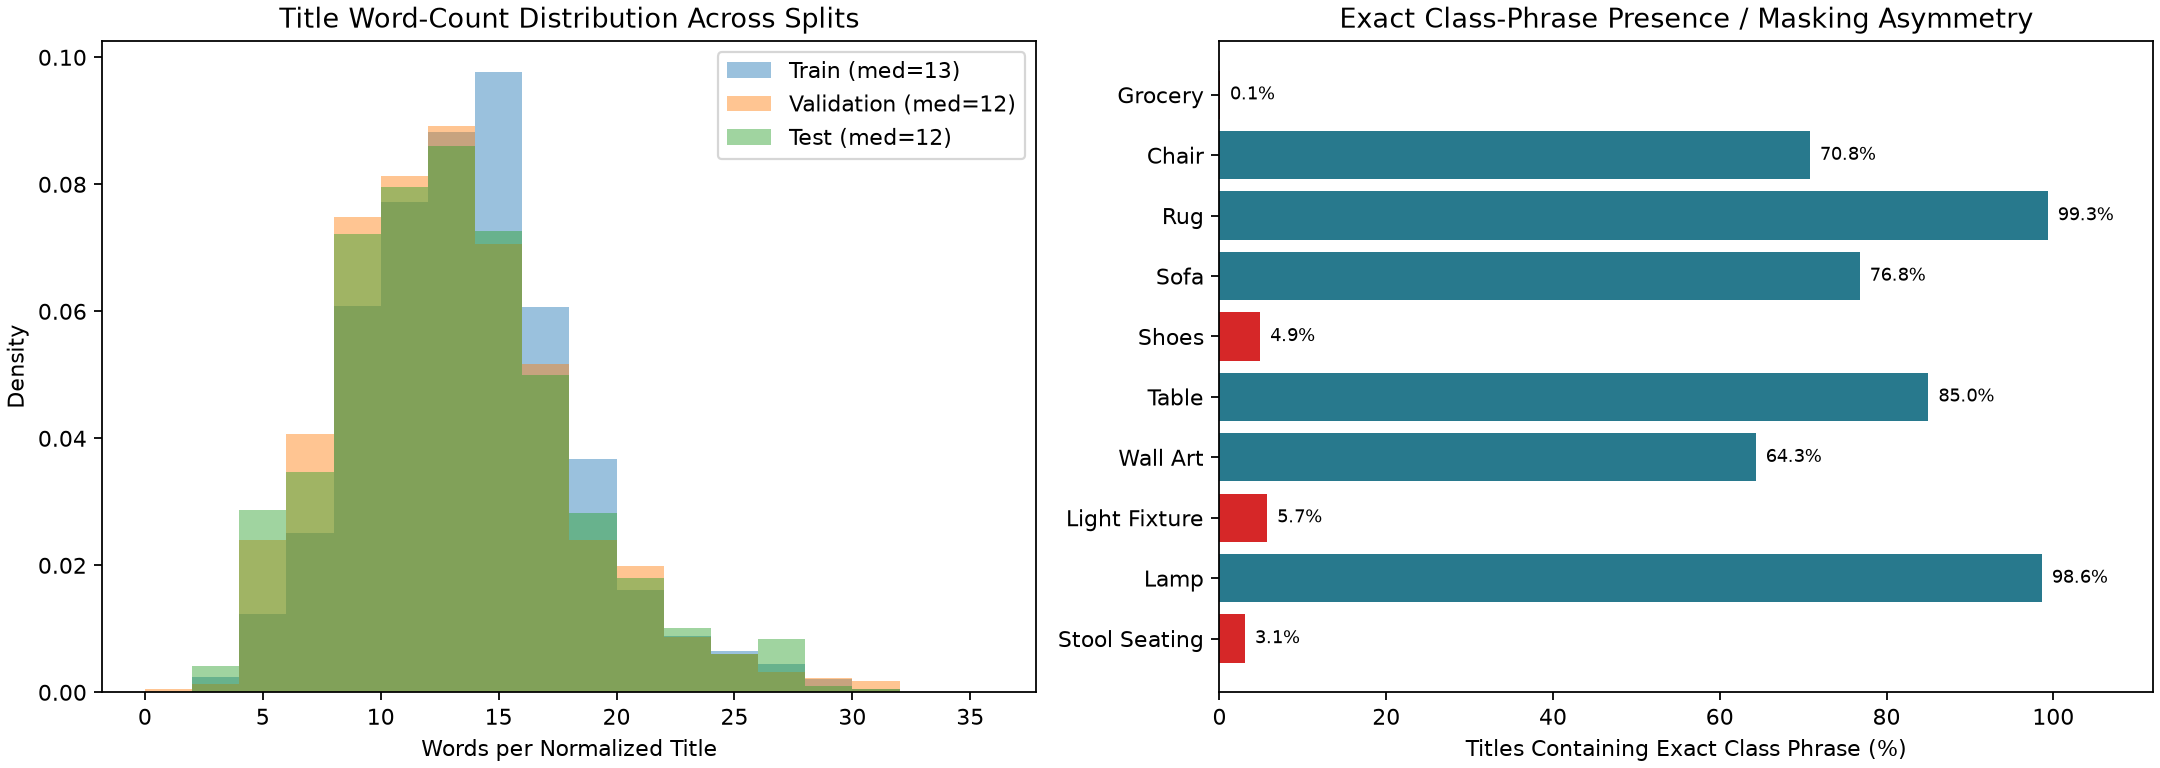 Title Word-Count Distribution Across Splits
Train (med=13)
Validation (med=12)
Test (med=12)
0.10
0.08
0.06
0.04
0.02
0.00
Density
0 5 10 15 20 25 30 35
Words per Normalized Title
Exact Class-Phrase Presence / Masking Asymmetry
Grocery 0.1%
Chair 70.8%
Rug 99.3%
Sofa 76.8%
Shoes 4.9%
Table 85.0%
Wall Art 64.3%
Light Fixture 5.7%
Lamp 98.6%
Stool Seating 3.1%
0 20 40 60 80 100
Titles Containing Exact Class Phrase (%)